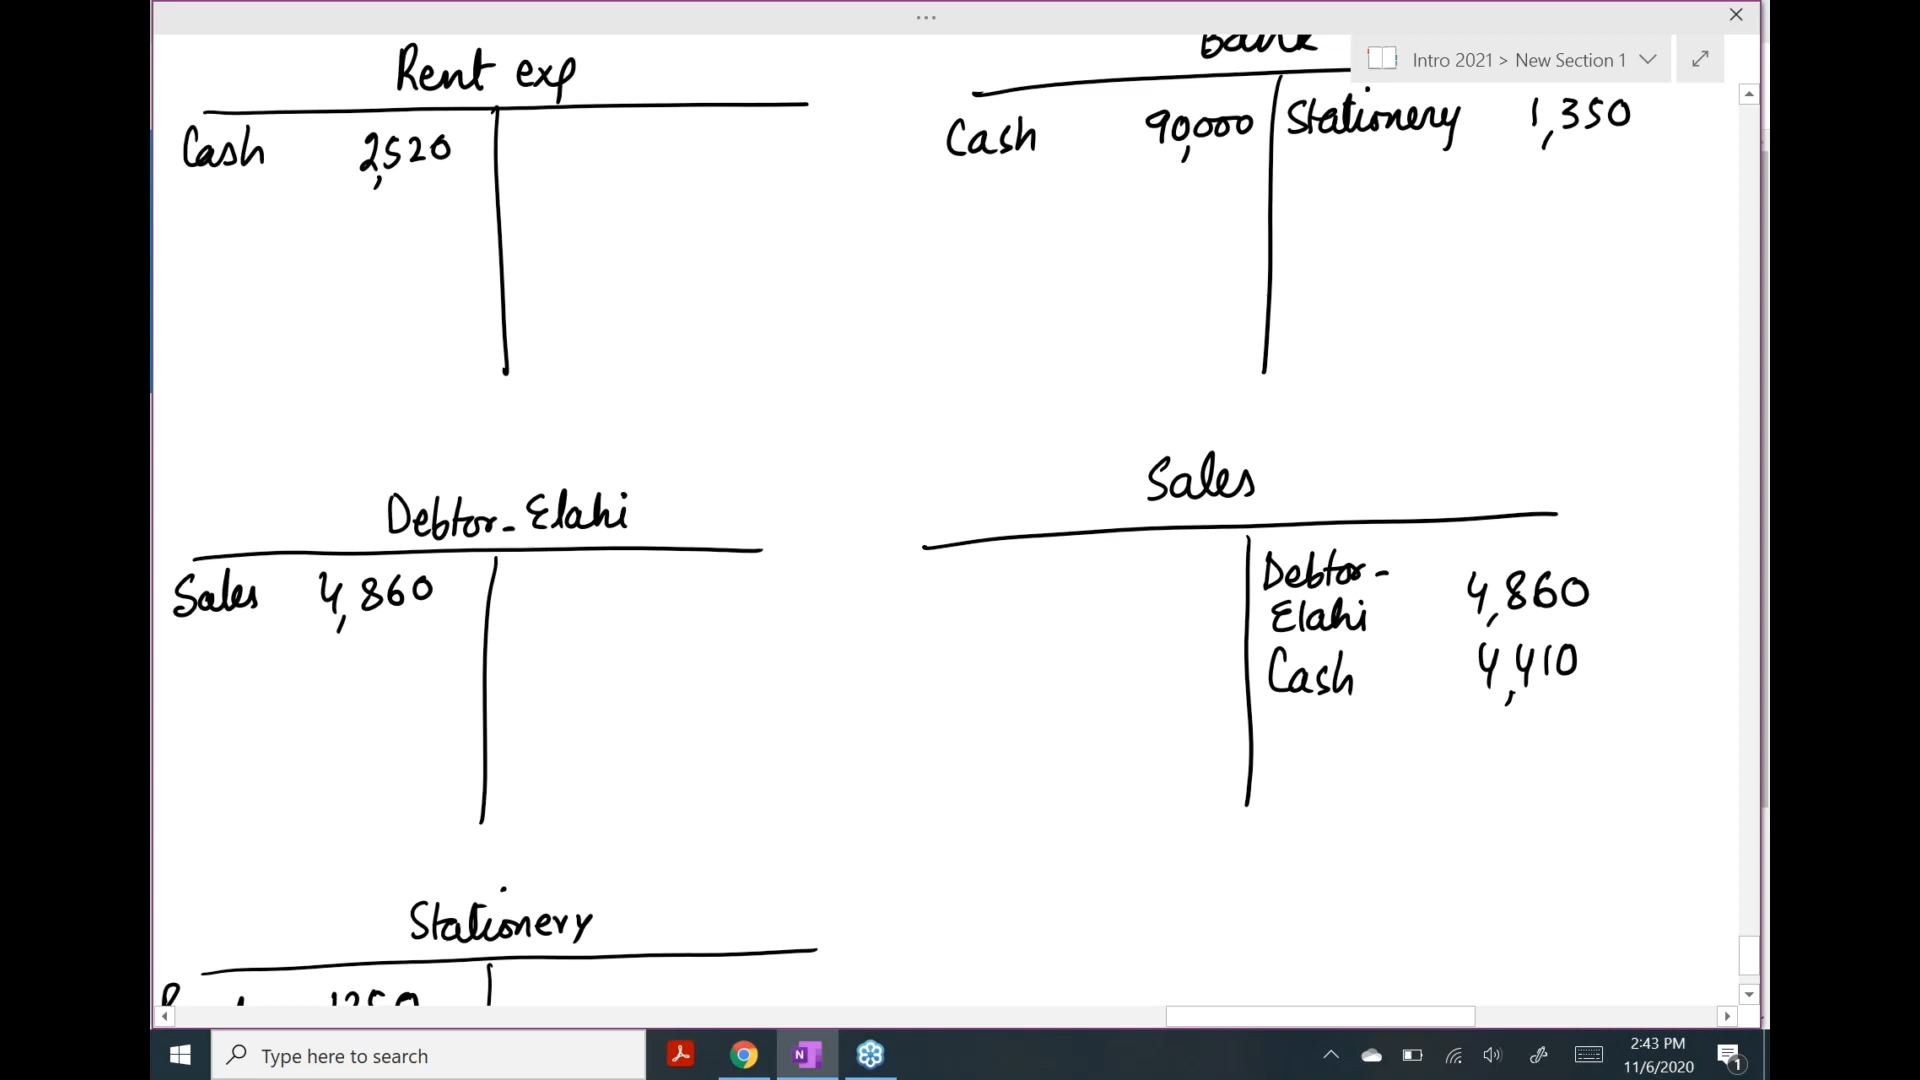 Intro 2021 > New Section 1
Rent exp
Cash 2,520
Bank
Cash 90,000 Stationery 1,350
Debtor - Elahi
Sales 4,860
Sales
Debtor -
Elahi 4,860
Cash 4,410
Stationery
Type here to search
2:43 PM
11/6/2020
1